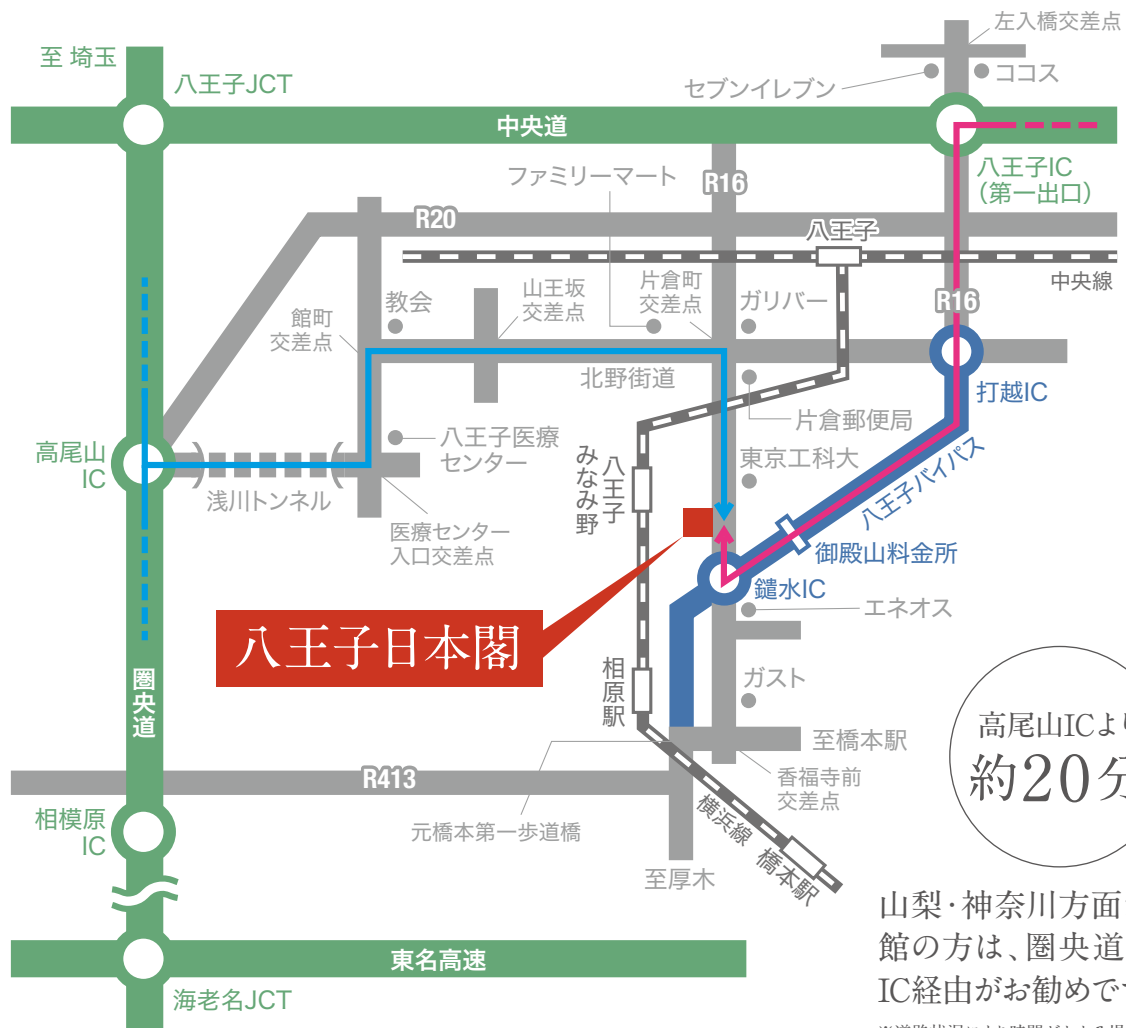 至 埼玉
八王子JCT
中央道
左入橋交差点
セブンイレブン
ココス
八王子IC
（第一出口）
ファミリーマート
R16
R20
八王子
中央線
館町
交差点
教会
山王坂
交差点
片倉町
交差点
ガリバー
R16
北野街道
打越IC
片倉郵便局
高尾山
IC
八王子医療
センター
浅川トンネル
八王子
みなみ野
東京工科大
八王子バイパス
医療センター
入口交差点
御殿山料金所
鑓水IC
エネオス
八王子日本閣
圏央道
相原駅
ガスト
至橋本駅
高尾山ICよ
約20分
R413
香福寺前
交差点
相模原
IC
元橋本第一歩道橋
横浜線
橋本駅
至厚木
山梨・神奈川方面
館の方は、圏央道
IC経由がお勧めで
東名高速
海老名JCT